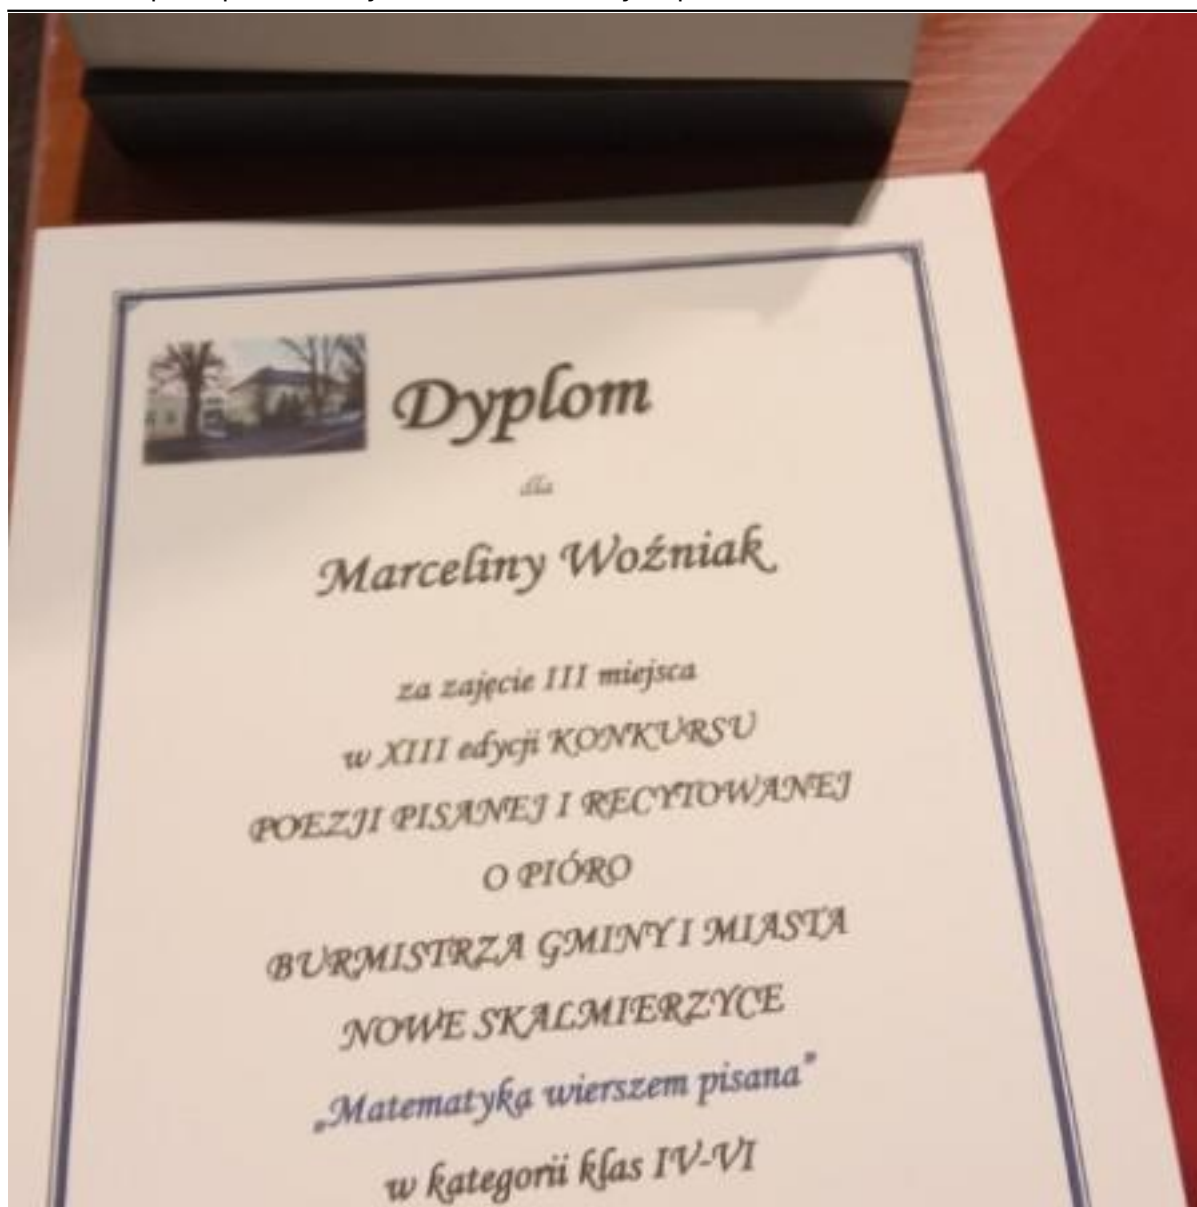 Dyplom
dla
Marceliny Woźniak
za zajęcie III miejsca
w XIII edycji KONKURSU
POEZJI PISANEJ I RECYTOWANEJ
O PIÓRO
BURMISTRZA GMINY I MIASTA
NOWE SKALMIERZYCE
„Matematyka wierszem pisana”
w kategorii klas IV-VI